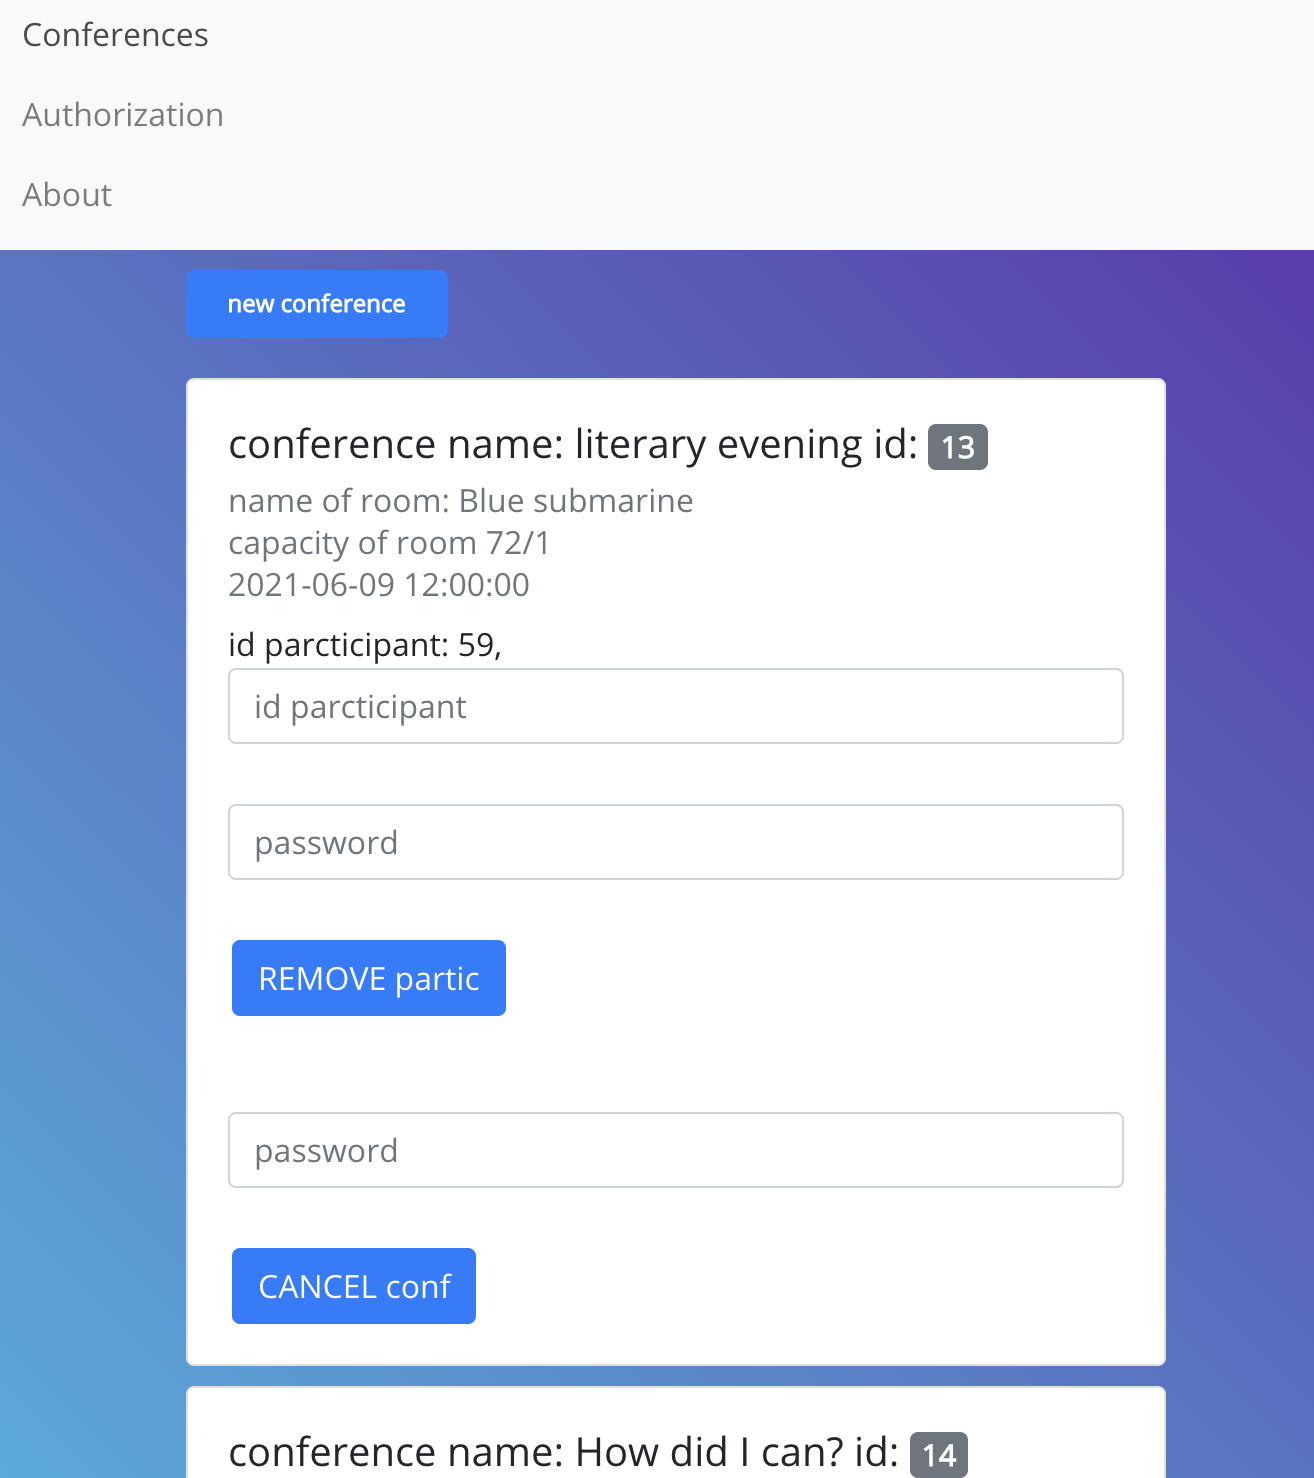 Conferences
Authorization
About
new conference
conference name: literary evening id: 13
name of room: Blue submarine
capacity of room 72/1
2021-06-09 12:00:00
id parcticipant: 59,
id parcticipant
password
REMOVE partic
password
CANCEL conf
conference name: How did I can? id: 14